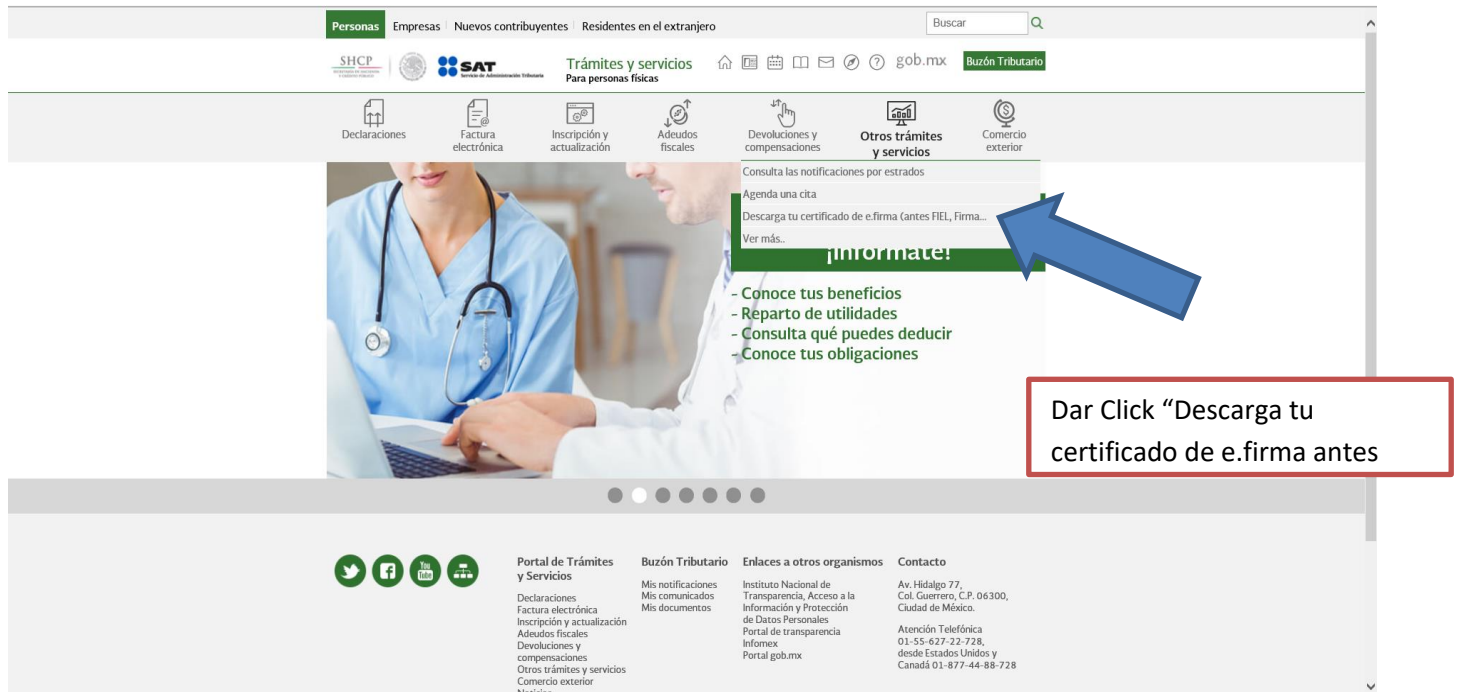 Personas Empresas Nuevos contribuyentes Residentes en el extranjero Buscar
SHCP
SAT
Servicio de Administración Tributaria
Trámites y servicios
Para personas físicas
gob.mx
Buzón Tributario
Declaraciones
Factura
electrónica
Inscripción y
actualización
Adeudos
fiscales
Devoluciones y
compensaciones
Otros trámites
y servicios
Comercio
exterior
Consulta las notificaciones por estrados
Agenda una cita
Descarga tu certificado de e.firma (antes FIEL, Firma...
Ver más..
¡Infórmate!
- Conoce tus beneficios
- Reparto de utilidades
- Consulta qué puedes deducir
- Conoce tus obligaciones
Dar Click “Descarga tu
certificado de e.firma antes
You
Tube
Portal de Trámites
y Servicios
Declaraciones
Factura electrónica
Inscripción y actualización
Adeudos fiscales
Devoluciones y
compensaciones
Otros trámites y servicios
Comercio exterior
Buzón Tributario
Mis notificaciones
Mis comunicados
Mis documentos
Enlaces a otros organismos
Instituto Nacional de
Transparencia, Acceso a la
Información y Protección
de Datos Personales
Portal de transparencia
Infomex
Portal gob.mx
Contacto
Av. Hidalgo 77,
Col. Guerrero, C.P. 06300,
Ciudad de México.
Atención Telefónica
01-55-627-22-728,
desde Estados Unidos y
Canadá 01-877-44-88-728